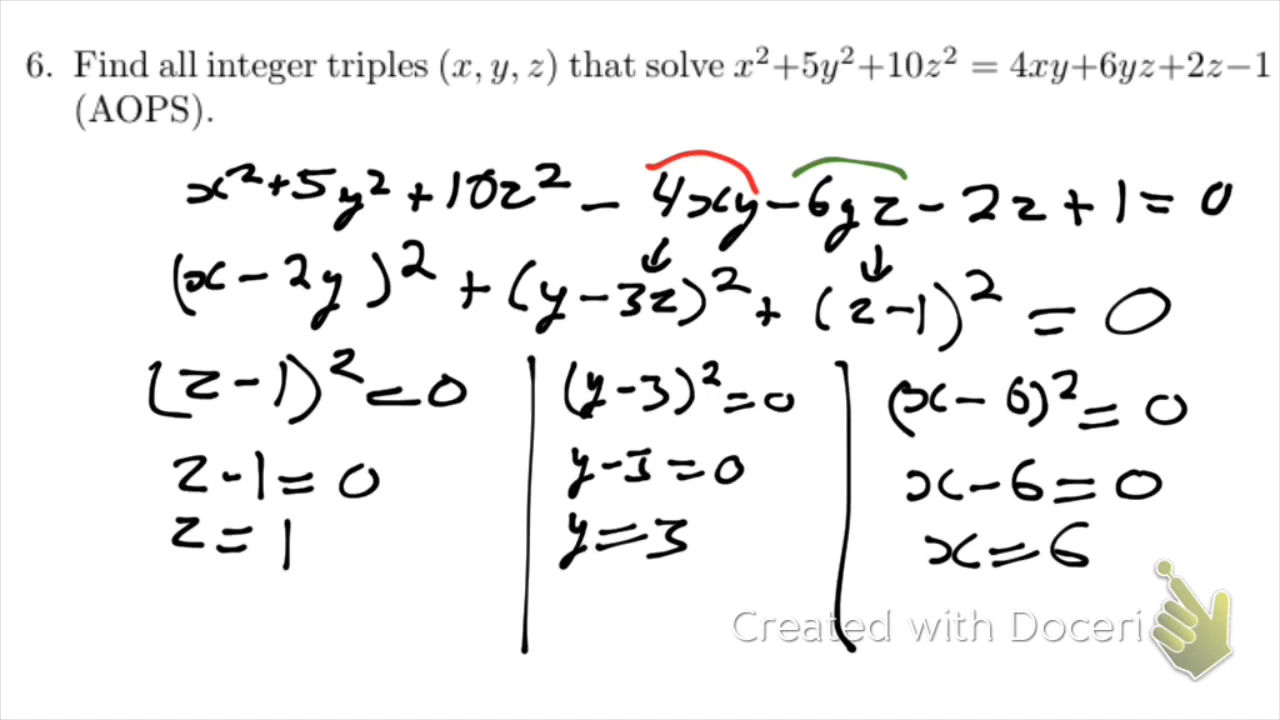 6. Find all integer triples (x, y, z) that solve x²+5y²+10z² = 4xy+6yz+2z−1
(AOPS).
x²+5y²+10z² − 4xy − 6yz − 2z + 1 = 0
(x − 2y)² + (y − 3z)² + (z − 1)² = 0
(z − 1)² = 0
z − 1 = 0
z = 1
(y − 3)² = 0
y − 3 = 0
y = 3
(x − 6)² = 0
x − 6 = 0
x = 6
Created with Doceri